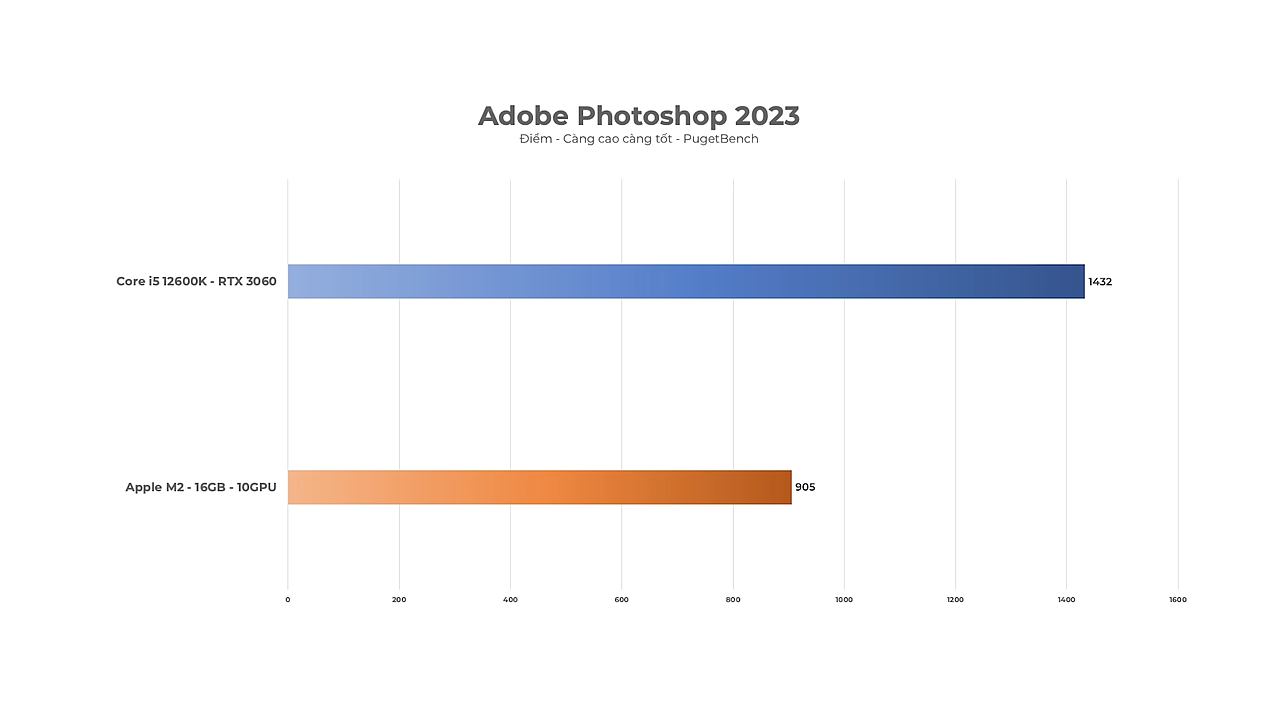 Adobe Photoshop 2023
Điểm - Càng cao càng tốt - PugetBench
Core i5 12600K - RTX 3060
1432
Apple M2 - 16GB - 10GPU
905
0 200 400 600 800 1000 1200 1400 1600